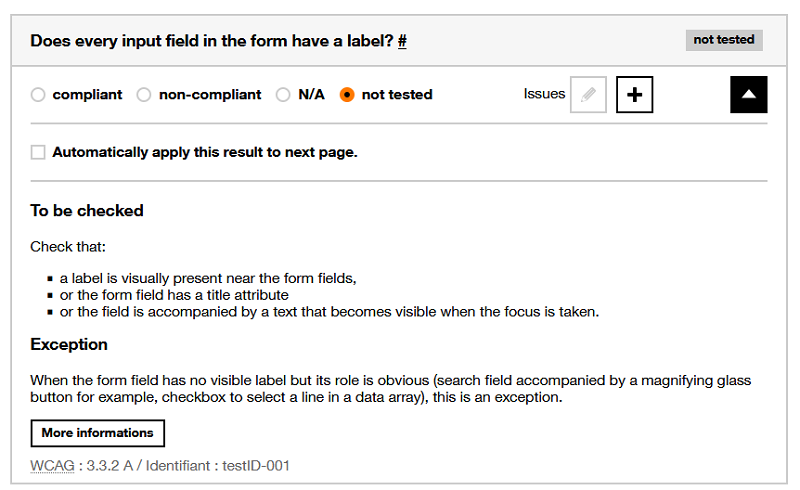 Does every input field in the form have a label? #
not tested
compliant non-compliant N/A not tested Issues
Automatically apply this result to next page.
To be checked
Check that:
a label is visually present near the form fields,
or the form field has a title attribute
or the field is accompanied by a text that becomes visible when the focus is taken.
Exception
When the form field has no visible label but its role is obvious (search field accompanied by a magnifying glass
button for example, checkbox to select a line in a data array), this is an exception.
More informations
WCAG : 3.3.2 A / Identifiant : testID-001